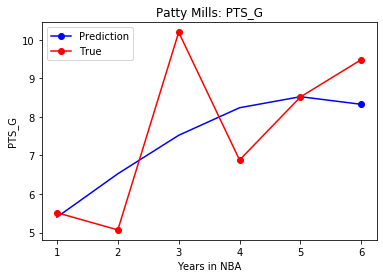 Patty Mills: PTS_G
Prediction
True
PTS_G
10
9
8
7
6
5
1 2 3 4 5 6
Years in NBA